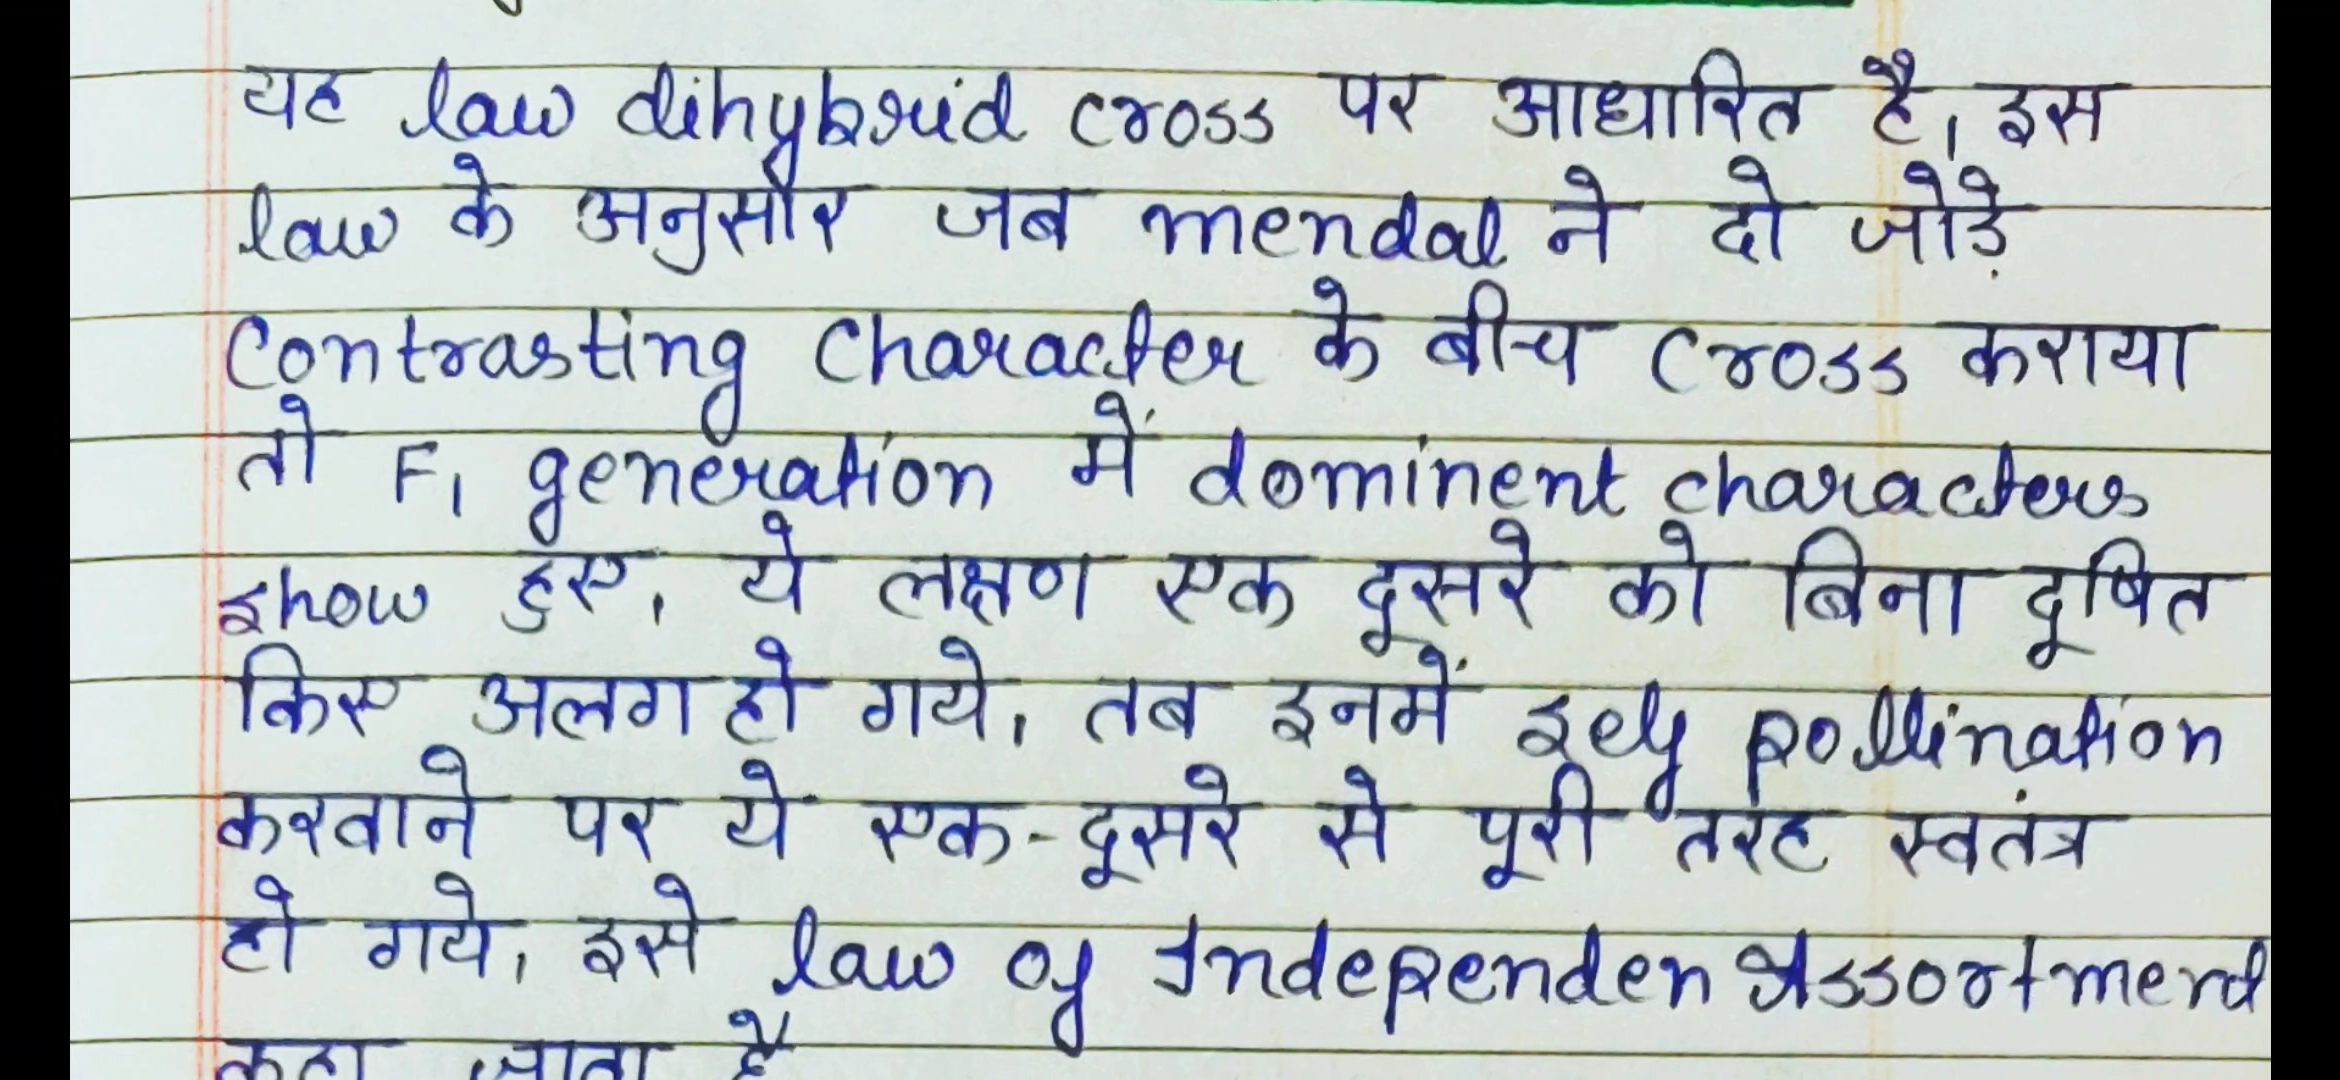 यह law dihybrid cross पर आधारित है, इस
law के अनुसार जब mendal ने दो जोड़े
Contrasting Character के बीच Cross कराया
तो F1 generation में dominent characters
show हुए, ये लक्षण एक दूसरे को बिना दूषित
किए अलग हो गये, तब इनमें self pollination
करवाने पर ये एक-दूसरे से पूरी तरह स्वतंत्र
हो गये, इसे law of Independen Assortment
कहा जाता है